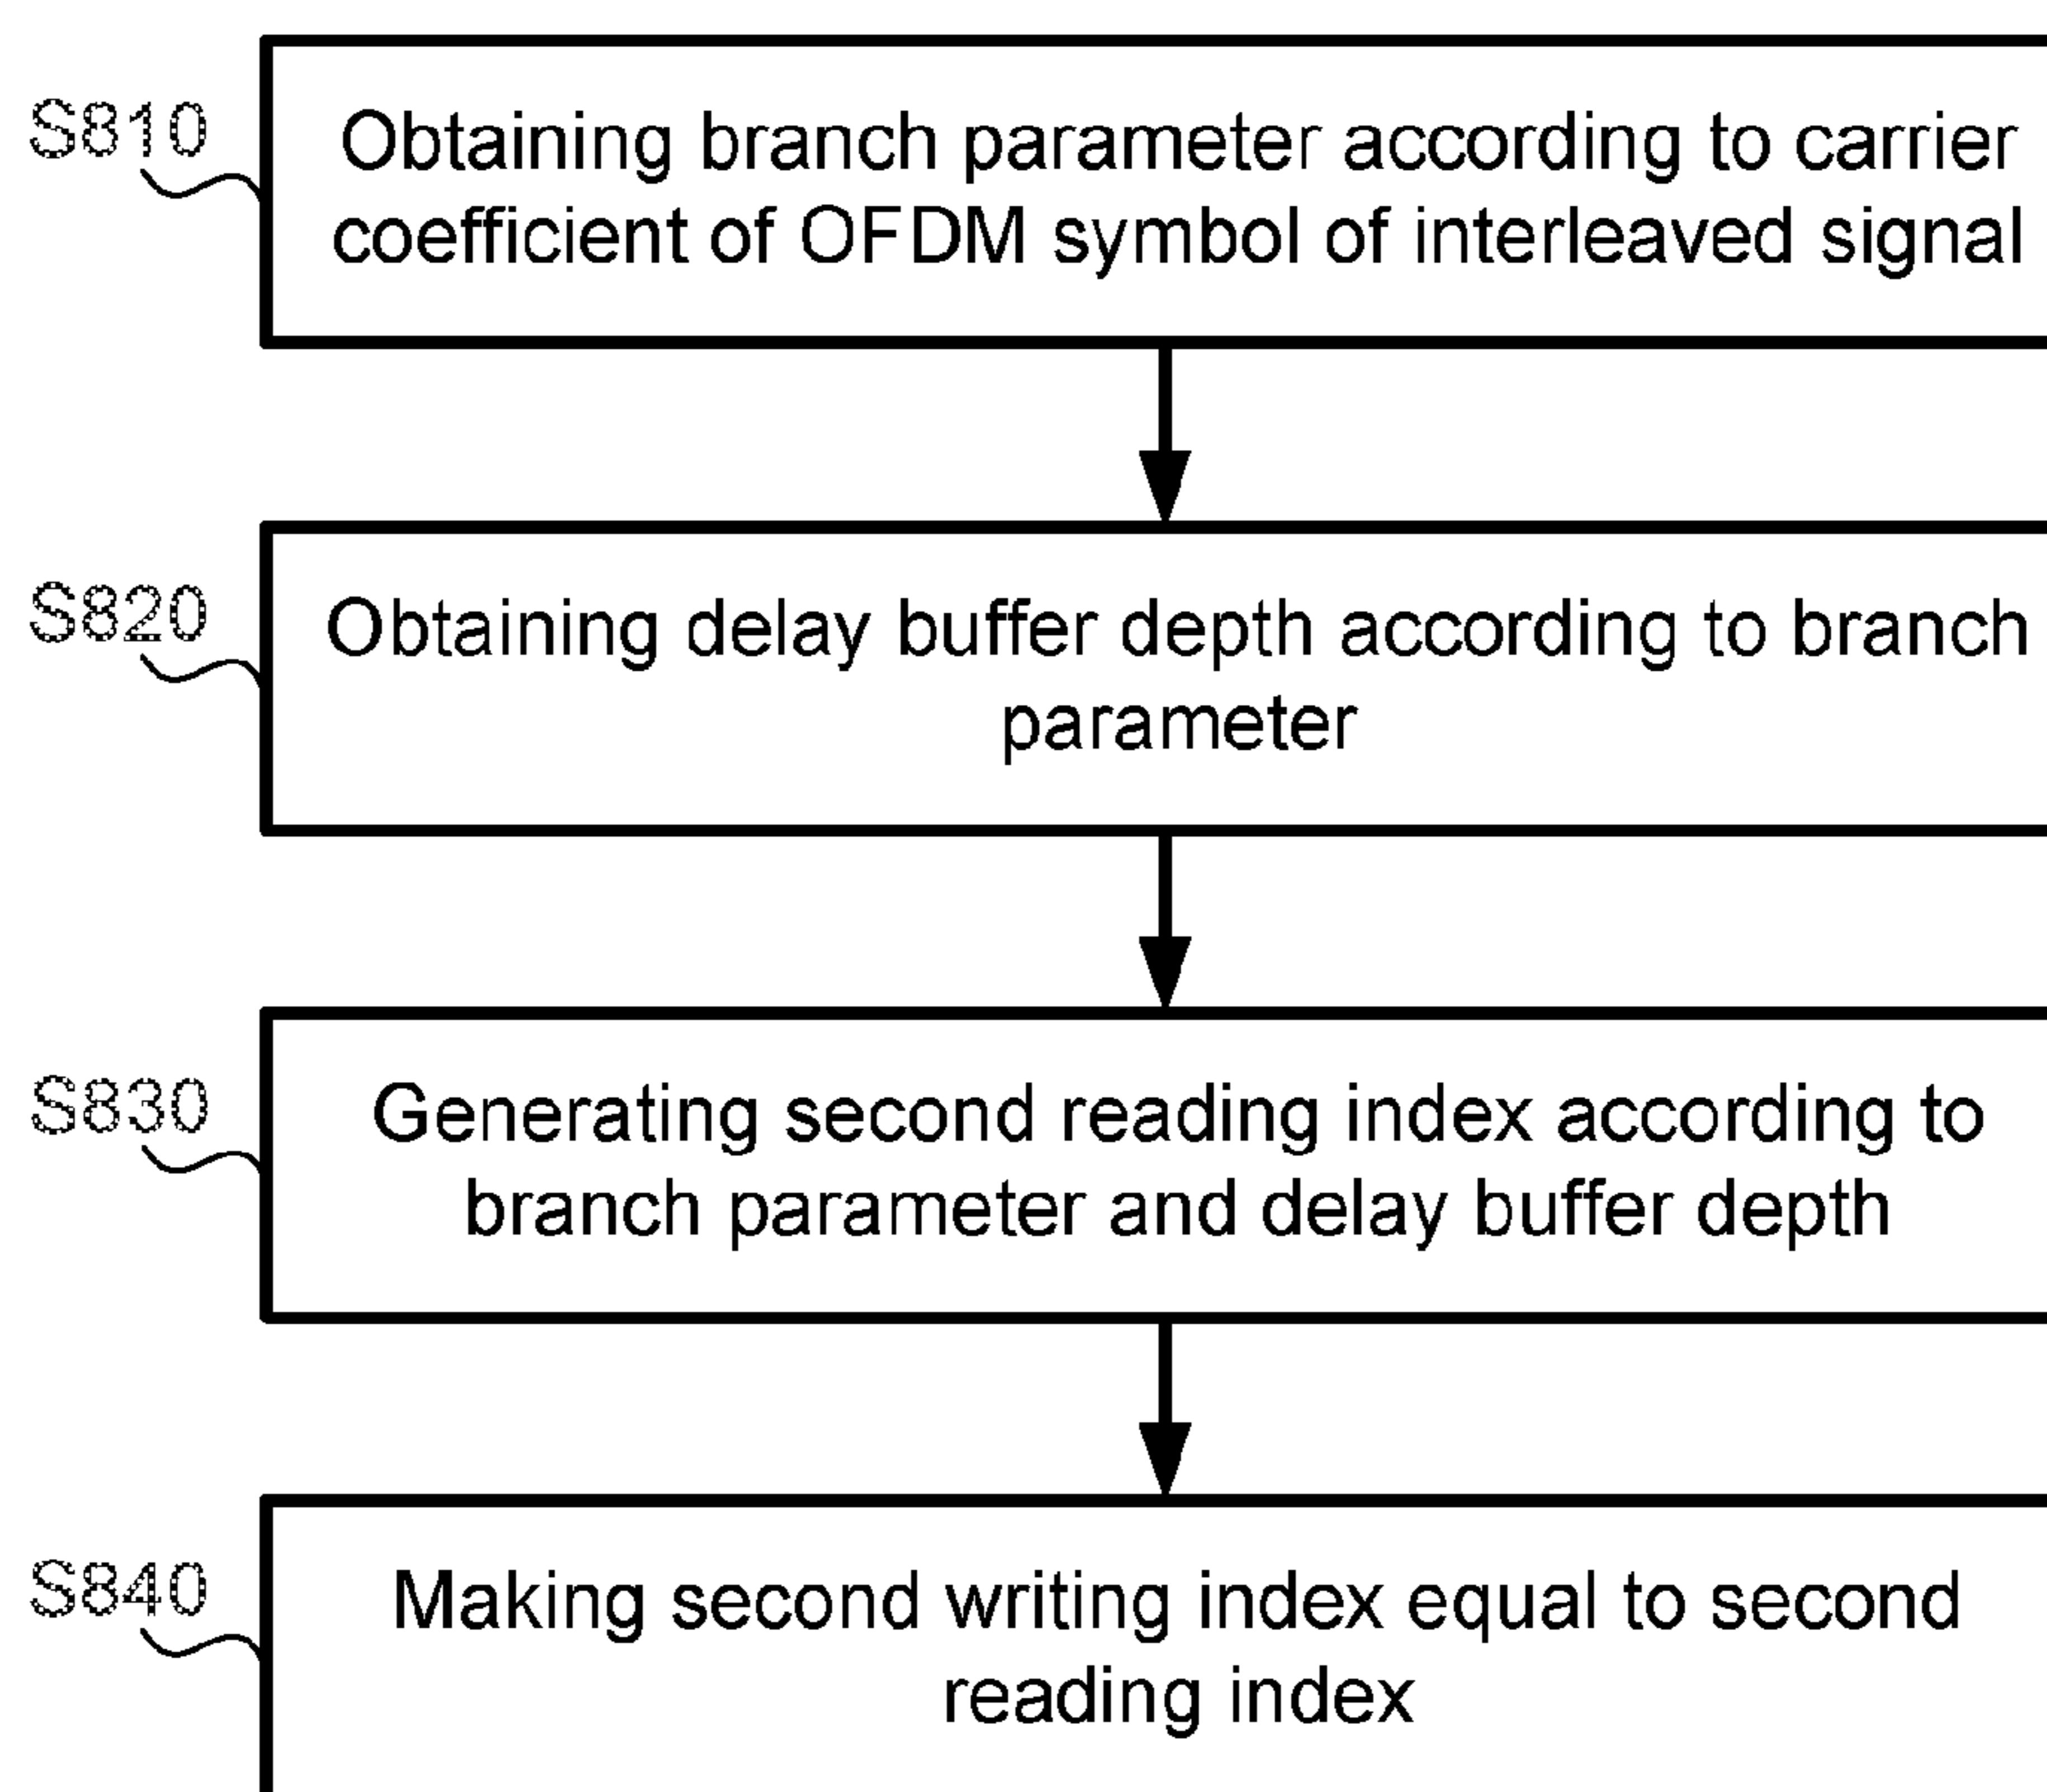 S810
Obtaining branch parameter according to carrier
coefficient of OFDM symbol of interleaved signal
S820
Obtaining delay buffer depth according to branch
parameter
S830
Generating second reading index according to
branch parameter and delay buffer depth
S840
Making second writing index equal to second
reading index